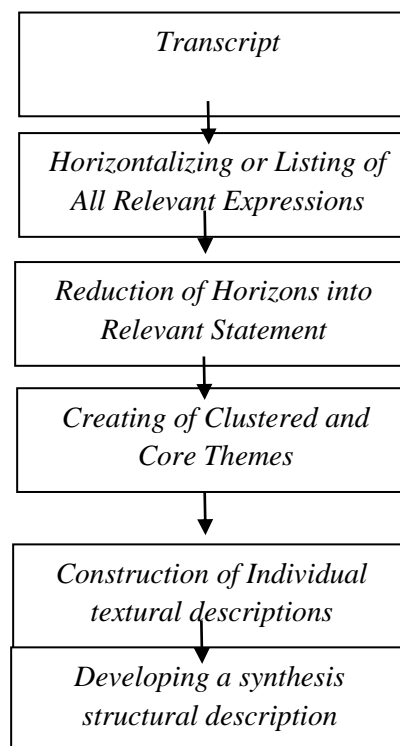 Transcript
Horizontalizing or Listing of
All Relevant Expressions
Reduction of Horizons into
Relevant Statement
Creating of Clustered and
Core Themes
Construction of Individual
textural descriptions
Developing a synthesis
structural description